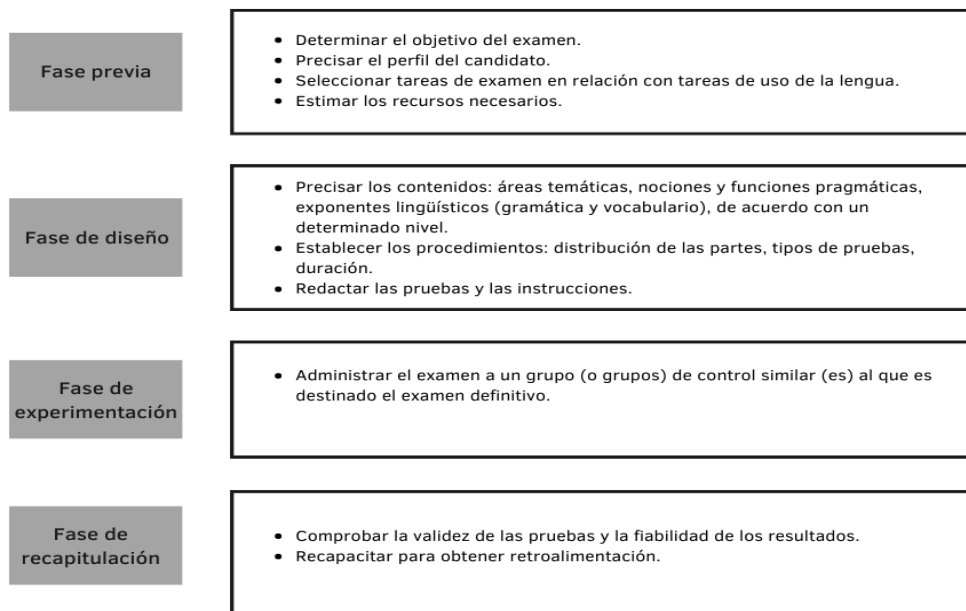 Fase previa
• Determinar el objetivo del examen.
• Precisar el perfil del candidato.
• Seleccionar tareas de examen en relación con tareas de uso de la lengua.
• Estimar los recursos necesarios.
Fase de diseño
• Precisar los contenidos: áreas temáticas, nociones y funciones pragmáticas,
exponentes lingüísticos (gramática y vocabulario), de acuerdo con un
determinado nivel.
• Establecer los procedimientos: distribución de las partes, tipos de pruebas,
duración.
• Redactar las pruebas y las instrucciones.
Fase de
experimentación
• Administrar el examen a un grupo (o grupos) de control similar (es) al que es
destinado el examen definitivo.
Fase de
recapitulación
• Comprobar la validez de las pruebas y la fiabilidad de los resultados.
• Recapacitar para obtener retroalimentación.